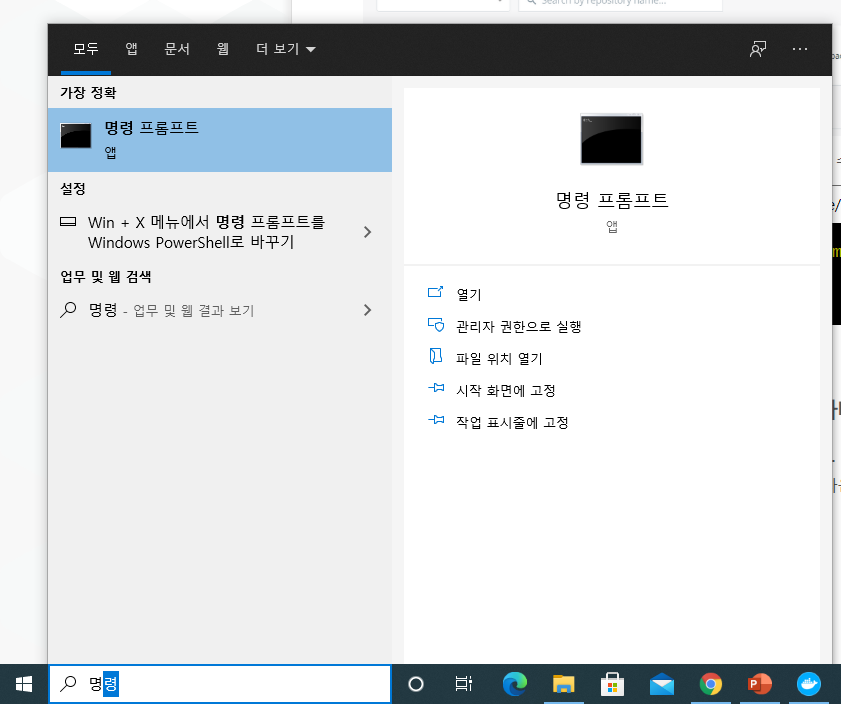 Search by repository name...
모두
앱
문서
웹
더 보기
가장 정확
명령 프롬프트
앱
설정
Win + X 메뉴에서 명령 프롬프트를
Windows PowerShell로 바꾸기
업무 및 웹 검색
명령 - 업무 및 웹 결과 보기
명령 프롬프트
앱
열기
관리자 권한으로 실행
파일 위치 열기
시작 화면에 고정
작업 표시줄에 고정
명령